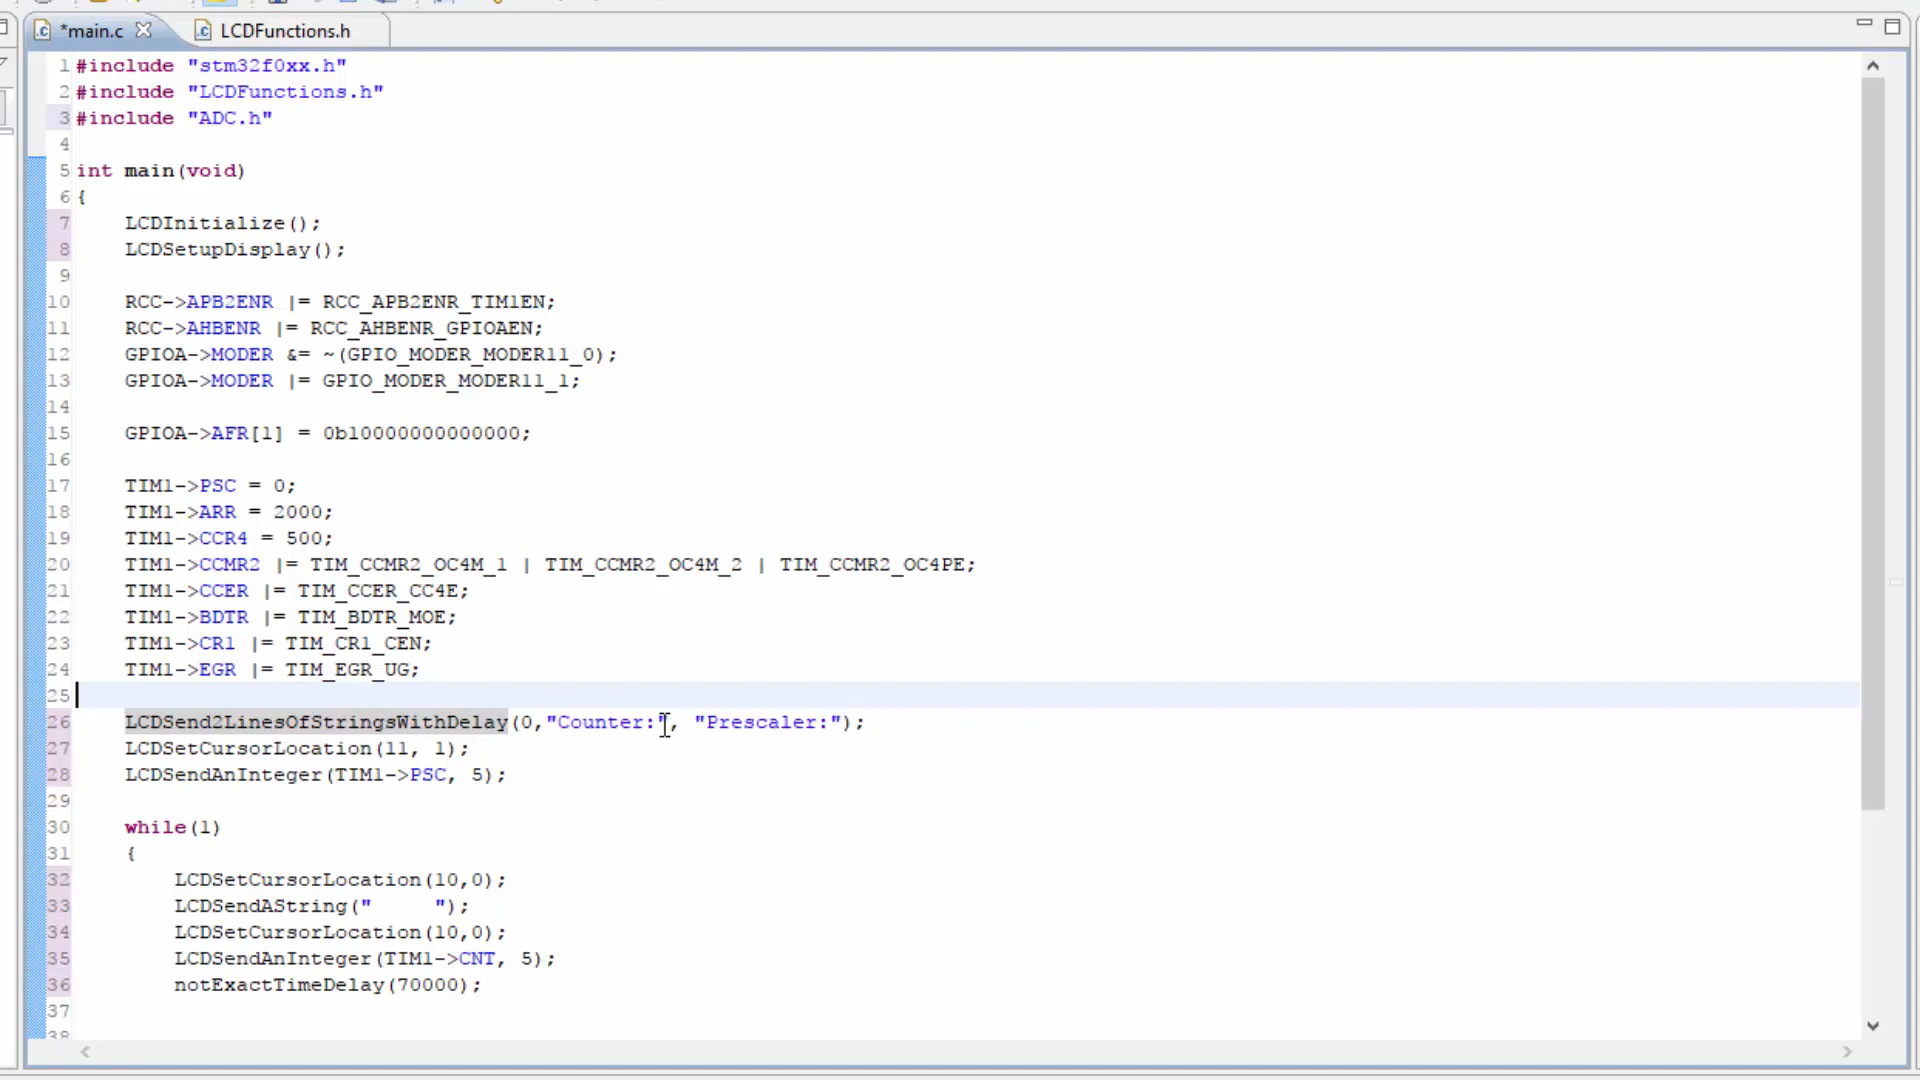 *main.c
LCDFunctions.h
1 #include "stm32f0xx.h"
2 #include "LCDFunctions.h"
3 #include "ADC.h"
4
5 int main(void)
6 {
7 LCDInitialize();
8 LCDSetupDisplay();
9
10 RCC->APB2ENR |= RCC_APB2ENR_TIM1EN;
11 RCC->AHBENR |= RCC_AHBENR_GPIOAEN;
12 GPIOA->MODER &= ~(GPIO_MODER_MODER11_0);
13 GPIOA->MODER |= GPIO_MODER_MODER11_1;
14
15 GPIOA->AFR[1] = 0b10000000000000;
16
17 TIM1->PSC = 0;
18 TIM1->ARR = 2000;
19 TIM1->CCR4 = 500;
20 TIM1->CCMR2 |= TIM_CCMR2_OC4M_1 | TIM_CCMR2_OC4M_2 | TIM_CCMR2_OC4PE;
21 TIM1->CCER |= TIM_CCER_CC4E;
22 TIM1->BDTR |= TIM_BDTR_MOE;
23 TIM1->CR1 |= TIM_CR1_CEN;
24 TIM1->EGR |= TIM_EGR_UG;
25
26 LCDSend2LinesOfStringsWithDelay(0,"Counter:", "Prescaler:");
27 LCDSetCursorLocation(11, 1);
28 LCDSendAnInteger(TIM1->PSC, 5);
29
30 while(1)
31 {
32 LCDSetCursorLocation(10,0);
33 LCDSendAString("     ");
34 LCDSetCursorLocation(10,0);
35 LCDSendAnInteger(TIM1->CNT, 5);
36 notExactTimeDelay(70000);
37
38